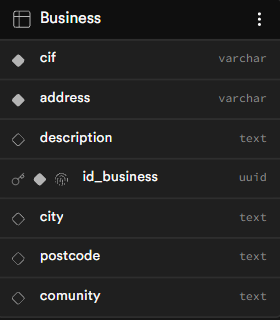 Business
cif varchar
address varchar
description text
id_business uuid
city text
postcode text
comunity text